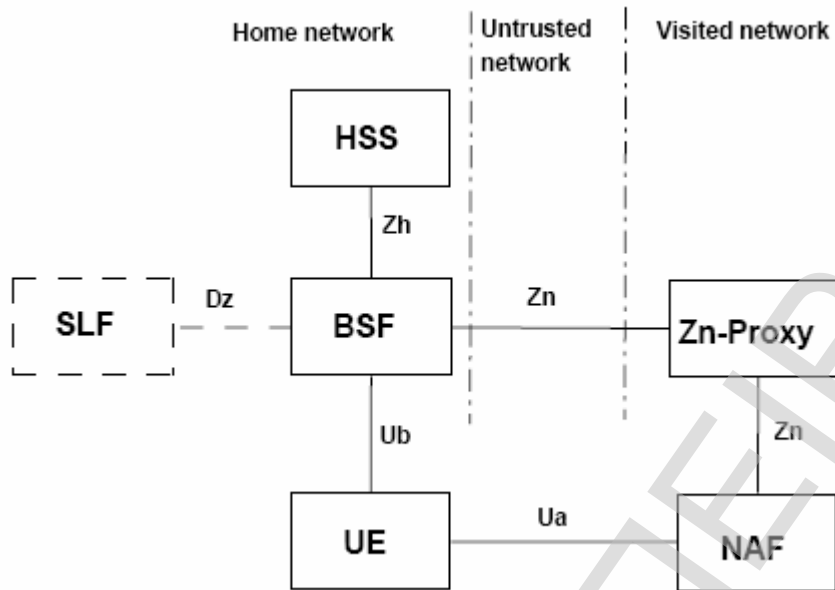 Home network
Untrusted
network
Visited network
HSS
Zh
SLF
Dz
BSF
Zn
Zn-Proxy
Ub
Zn
UE
Ua
NAF